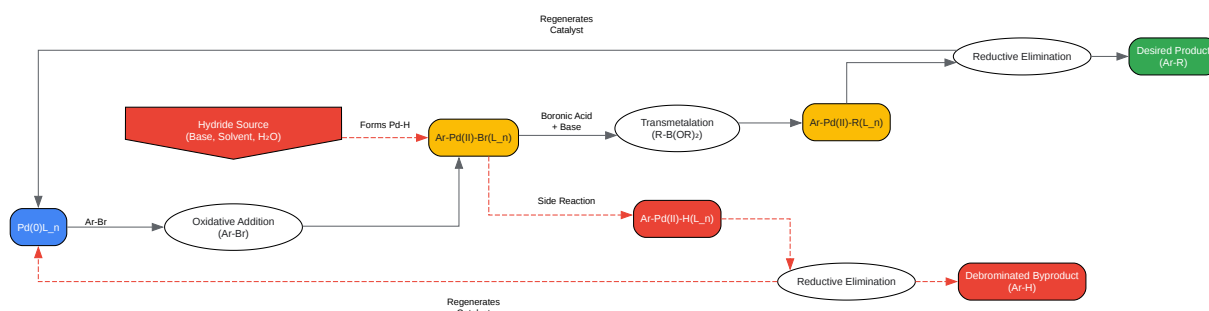 Regenerates
Catalyst
Reductive Elimination
Desired Product
(Ar-R)
Hydride Source
(Base, Solvent, H₂O)
Forms Pd-H
Ar-Pd(II)-Br(L_n)
Boronic Acid
+ Base
Transmetalation
(R-B(OR)₂)
Ar-Pd(II)-R(L_n)
Pd(0)L_n
Ar-Br
Oxidative Addition
(Ar-Br)
Side Reaction
Ar-Pd(II)-H(L_n)
Reductive Elimination
Debrominated Byproduct
(Ar-H)
Regenerates